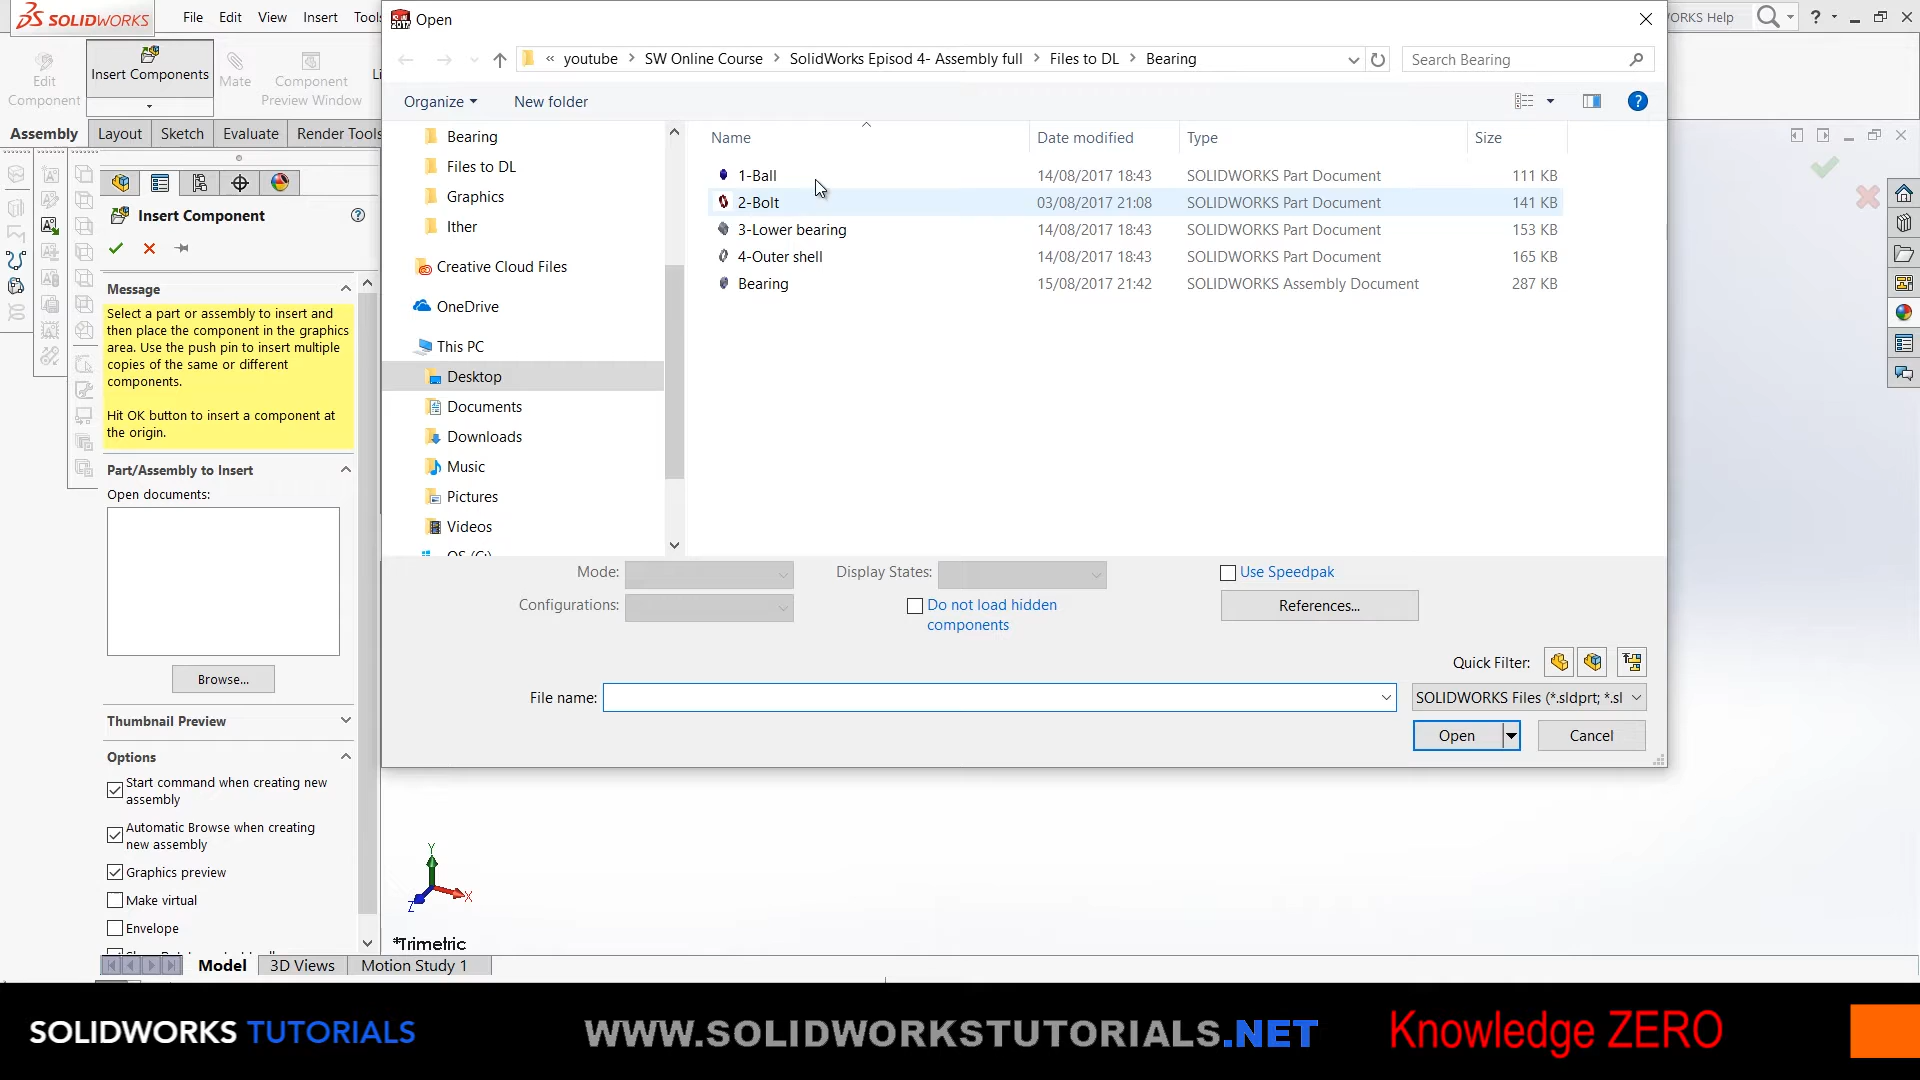 SOLIDWORKS
File Edit View Insert Tools
ORKS Help
Open
Edit Component
Insert Components
Mate
Component Preview Window
« youtube > SW Online Course > SolidWorks Episod 4- Assembly full > Files to DL > Bearing
Search Bearing
Organize
New folder
Assembly Layout Sketch Evaluate Render Tools
Name Date modified Type Size
Bearing
Files to DL
Graphics
Ither
Creative Cloud Files
OneDrive
This PC
Desktop
Documents
Downloads
Music
Pictures
Videos
OS (C:)
1-Ball 14/08/2017 18:43 SOLIDWORKS Part Document 111 KB
2-Bolt 03/08/2017 21:08 SOLIDWORKS Part Document 141 KB
3-Lower bearing 14/08/2017 18:43 SOLIDWORKS Part Document 153 KB
4-Outer shell 14/08/2017 18:43 SOLIDWORKS Part Document 165 KB
Bearing 15/08/2017 21:42 SOLIDWORKS Assembly Document 287 KB
Insert Component
Message
Select a part or assembly to insert and
then place the component in the graphics
area. Use the push pin to insert multiple
copies of the same or different
components.
Hit OK button to insert a component at
the origin.
Part/Assembly to Insert
Open documents:
Browse...
Thumbnail Preview
Options
Start command when creating new
assembly
Automatic Browse when creating
new assembly
Graphics preview
Make virtual
Envelope
Mode:
Display States:
Use Speedpak
Configurations:
Do not load hidden
components
References...
Quick Filter:
File name:
SOLIDWORKS Files (*.sldprt; *.sl
Open
Cancel
Y
X
Z
*Trimetric
Model 3D Views Motion Study 1
SOLIDWORKS TUTORIALS
WWW.SOLIDWORKSTUTORIALS.NET
Knowledge ZERO